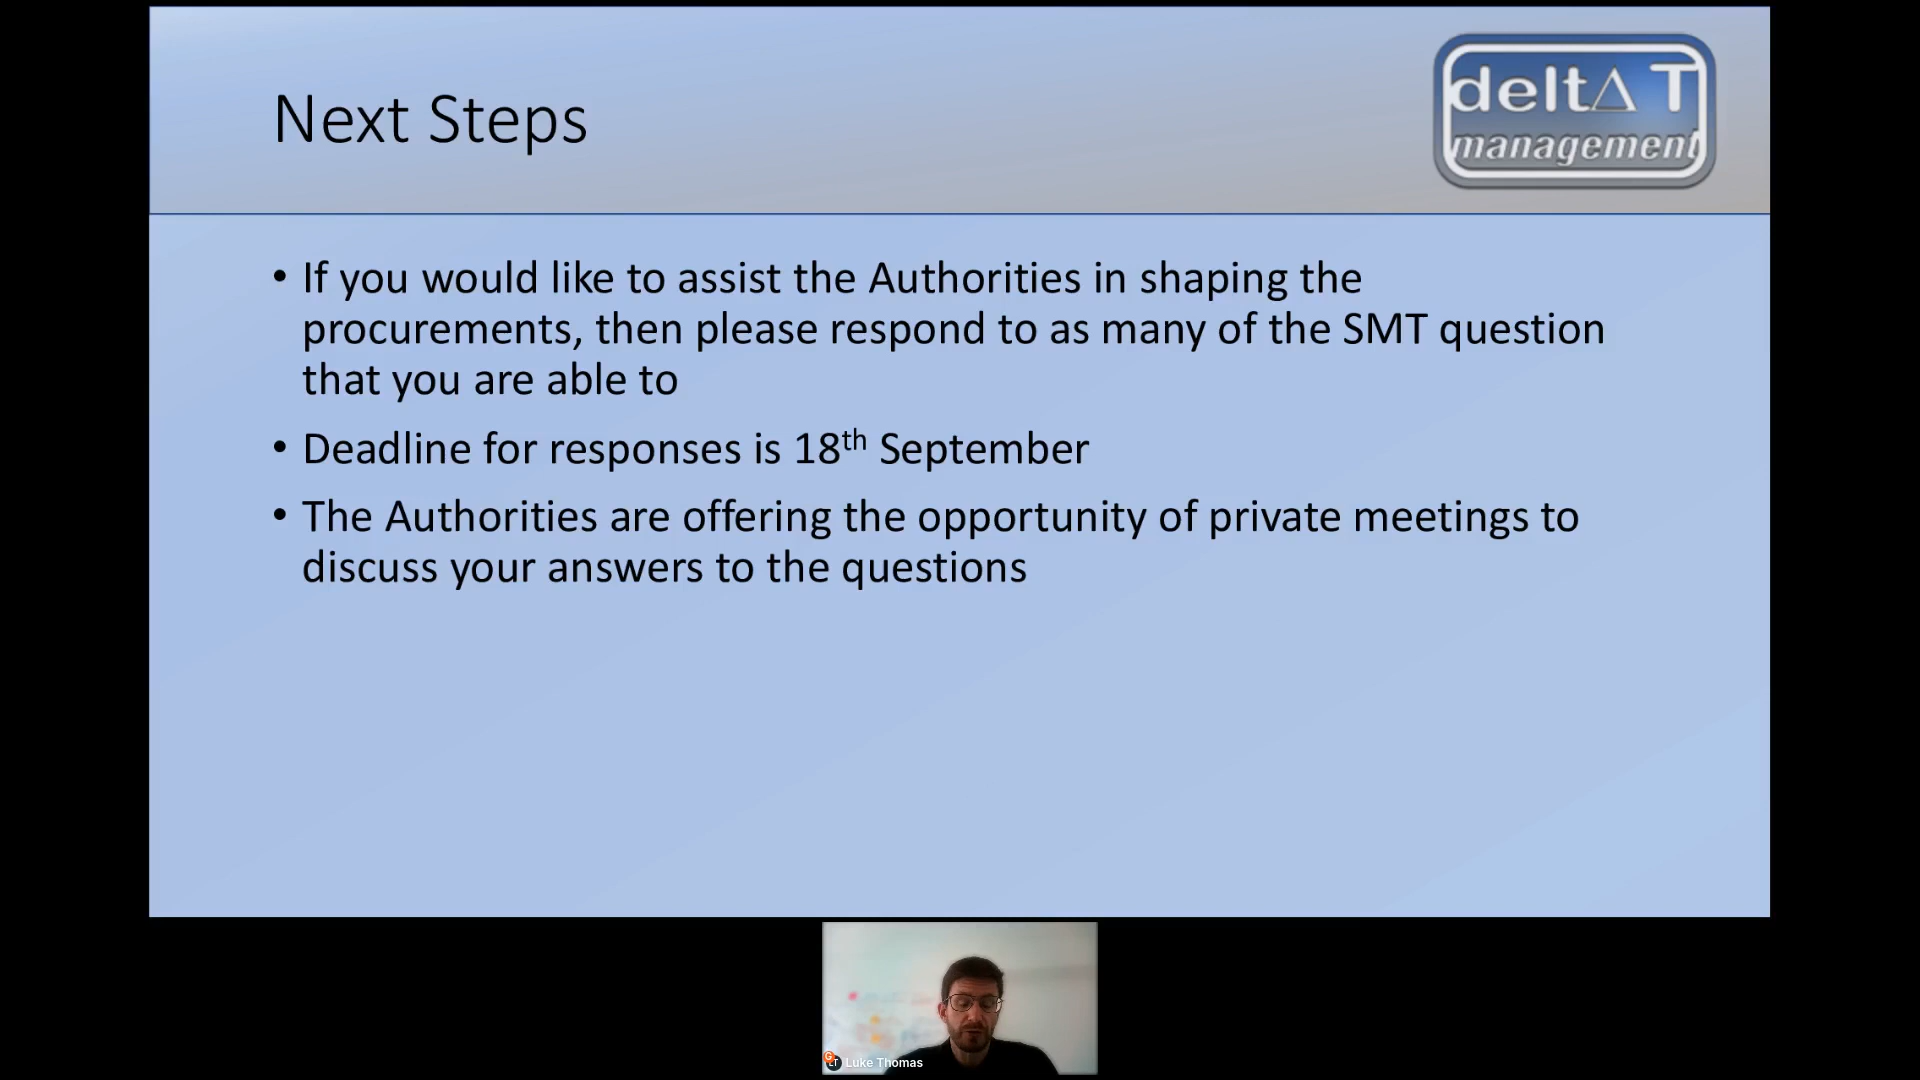 Next Steps
deltΔ T
management
• If you would like to assist the Authorities in shaping the
procurements, then please respond to as many of the SMT question
that you are able to
• Deadline for responses is 18th September
• The Authorities are offering the opportunity of private meetings to
discuss your answers to the questions
G
LT
Luke Thomas